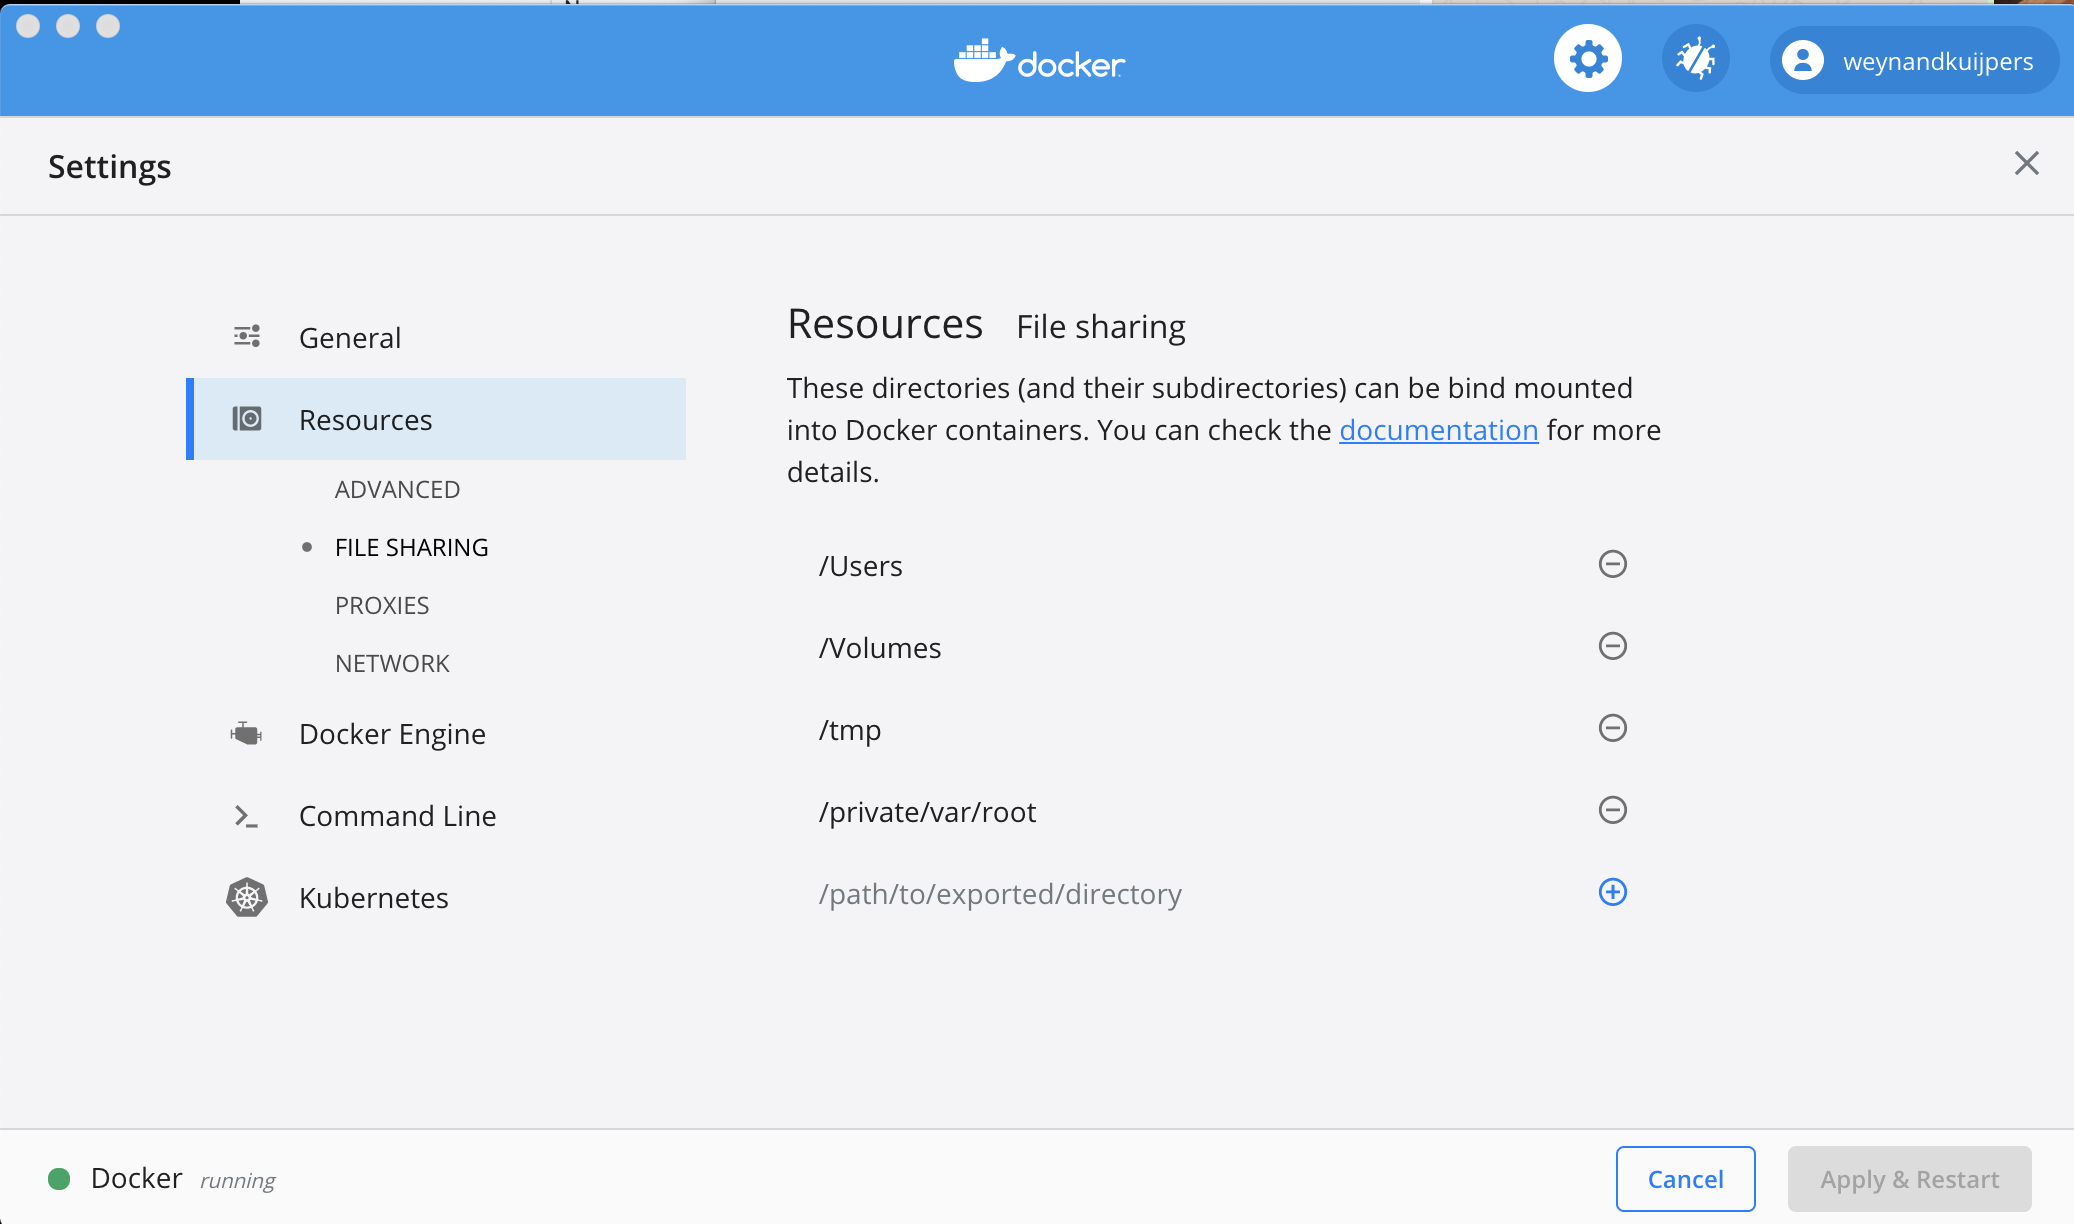 docker
weynandkuijpers
Settings
General
Resources
ADVANCED
FILE SHARING
PROXIES
NETWORK
Docker Engine
Command Line
Kubernetes
Resources File sharing
These directories (and their subdirectories) can be bind mounted
into Docker containers. You can check the documentation for more
details.
/Users
/Volumes
/tmp
/private/var/root
/path/to/exported/directory
Docker running
Cancel
Apply & Restart